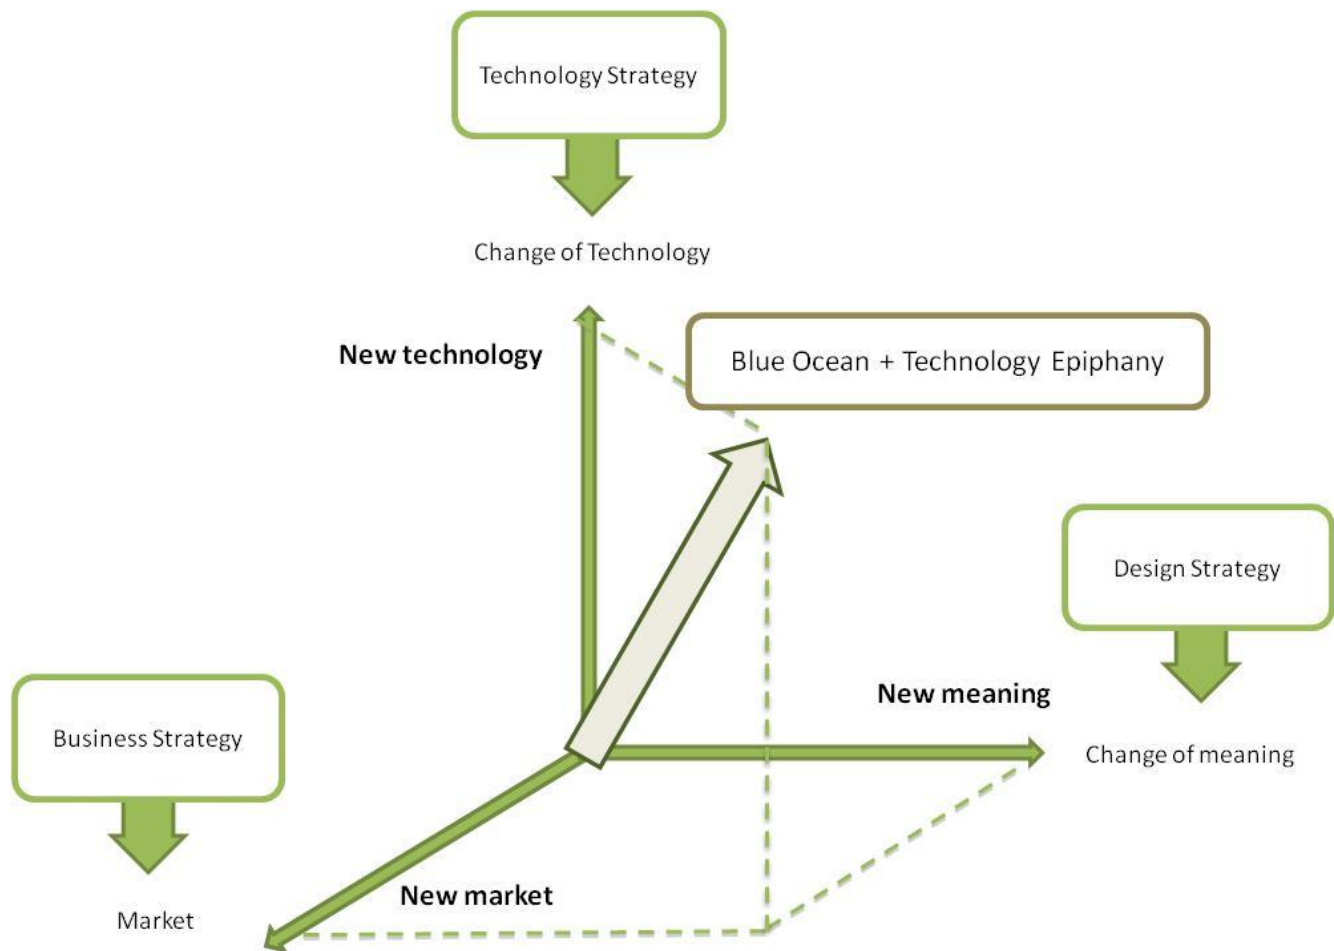 Technology Strategy
Change of Technology
New technology
Blue Ocean + Technology Epiphany
Design Strategy
New meaning
Change of meaning
Business Strategy
New market
Market